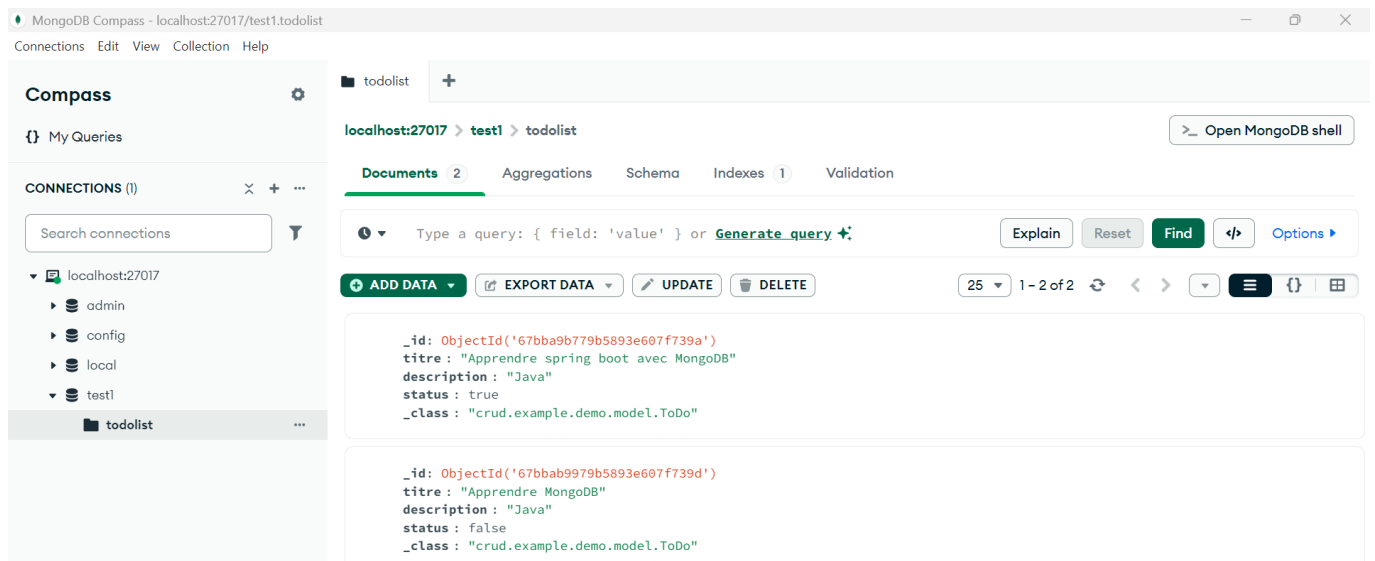 MongoDB Compass - localhost:27017/test1.todolist
Connections Edit View Collection Help
Compass
{} My Queries
CONNECTIONS (1)
Search connections
localhost:27017
admin
config
local
test1
todolist
todolist
localhost:27017 > test1 > todolist
>_ Open MongoDB shell
Documents 2 Aggregations Schema Indexes 1 Validation
Type a query: { field: 'value' } or Generate query
Explain Reset Find </> Options
ADD DATA EXPORT DATA UPDATE DELETE 25 1 – 2 of 2 {}
_id: ObjectId('67bba9b779b5893e607f739a')
titre : "Apprendre spring boot avec MongoDB"
description : "Java"
status : true
_class : "crud.example.demo.model.ToDo"
_id: ObjectId('67bbab9979b5893e607f739d')
titre : "Apprendre MongoDB"
description : "Java"
status : false
_class : "crud.example.demo.model.ToDo"